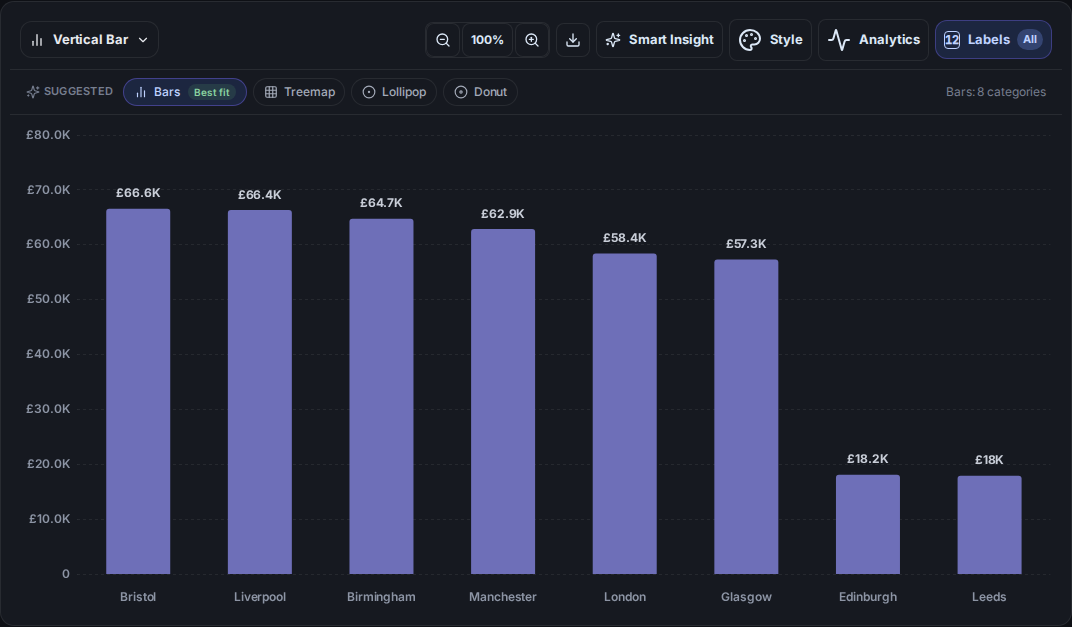 Vertical Bar
100%
Smart Insight
Style
Analytics
12 Labels All
SUGGESTED
Bars Best fit
Treemap
Lollipop
Donut
Bars: 8 categories
£80.0K
£70.0K
£60.0K
£50.0K
£40.0K
£30.0K
£20.0K
£10.0K
0
£66.6K
£66.4K
£64.7K
£62.9K
£58.4K
£57.3K
£18.2K
£18K
Bristol
Liverpool
Birmingham
Manchester
London
Glasgow
Edinburgh
Leeds